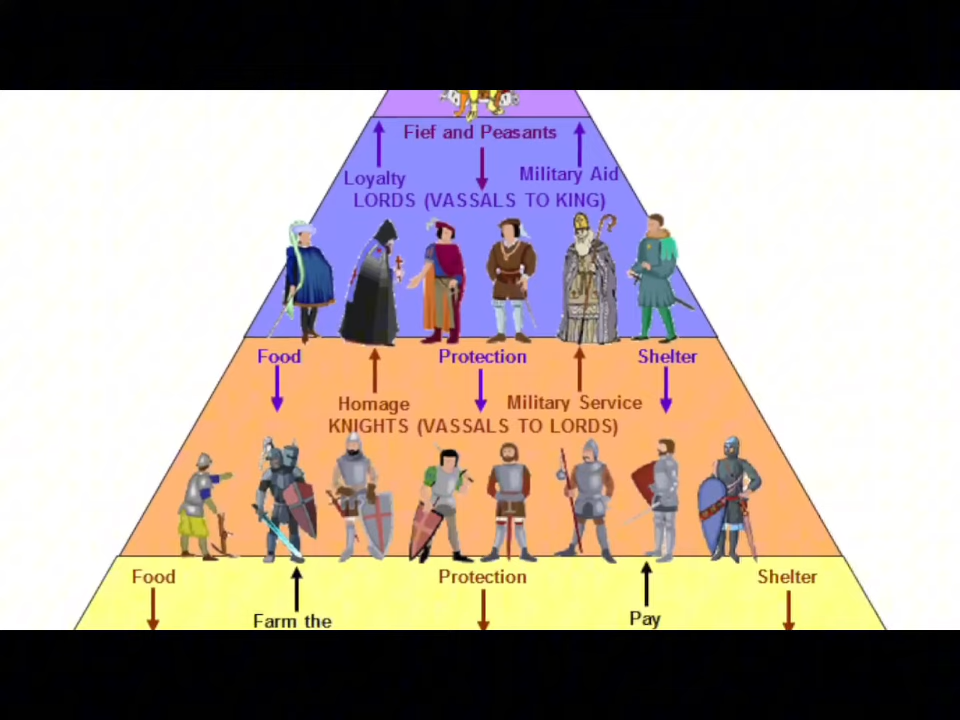 Fief and Peasants
Loyalty
Military Aid
LORDS (VASSALS TO KING)
Food
Protection
Shelter
Homage
Military Service
KNIGHTS (VASSALS TO LORDS)
Food
Protection
Shelter
Farm the
Pay